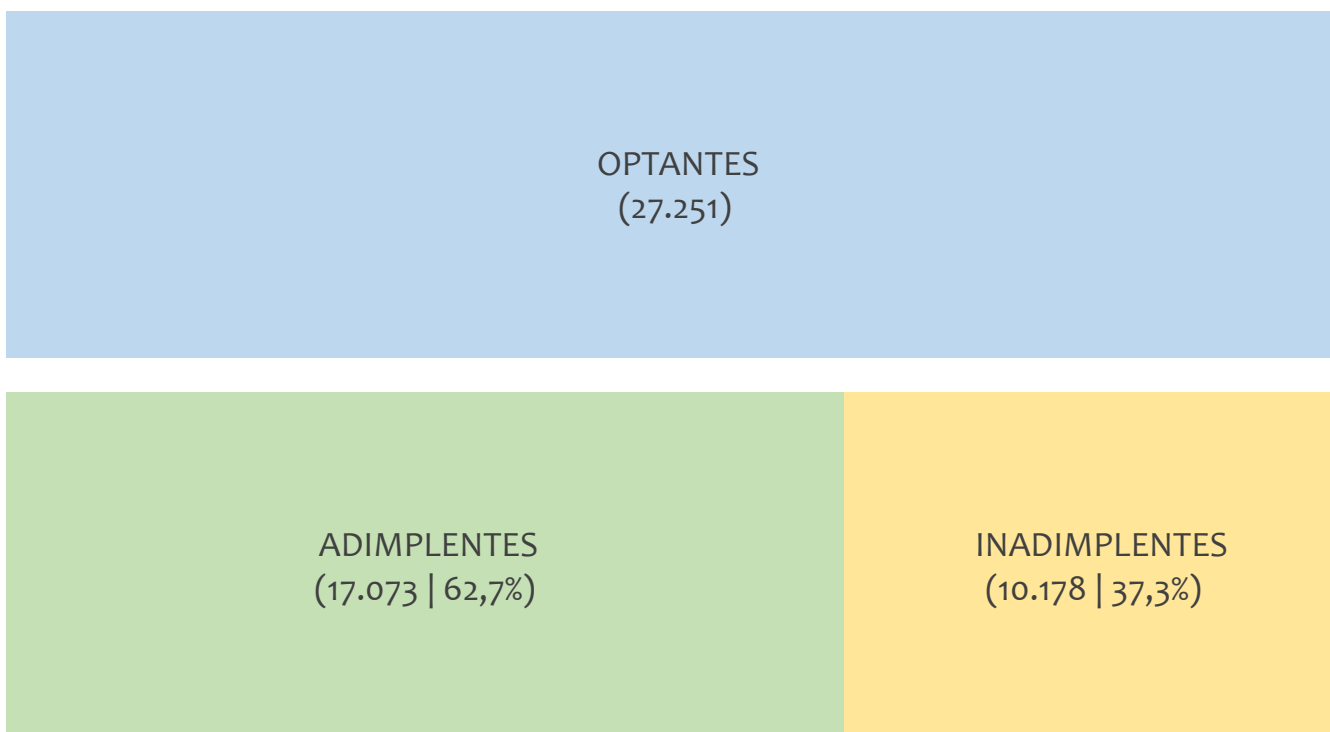 OPTANTES
(27.251)
ADIMPLENTES
(17.073 | 62,7%)
INADIMPLENTES
(10.178 | 37,3%)